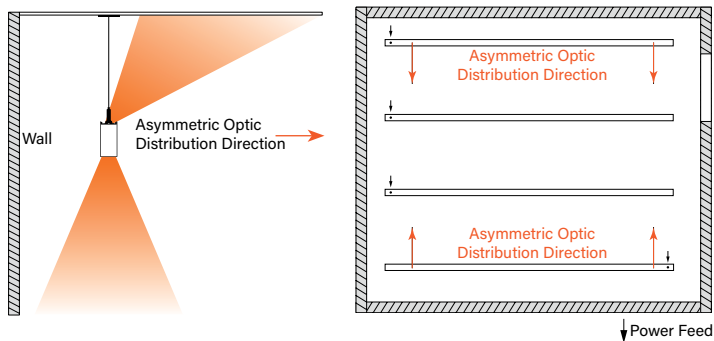 Wall
Asymmetric Optic
Distribution Direction
Asymmetric Optic
Distribution Direction
Asymmetric Optic
Distribution Direction
Power Feed